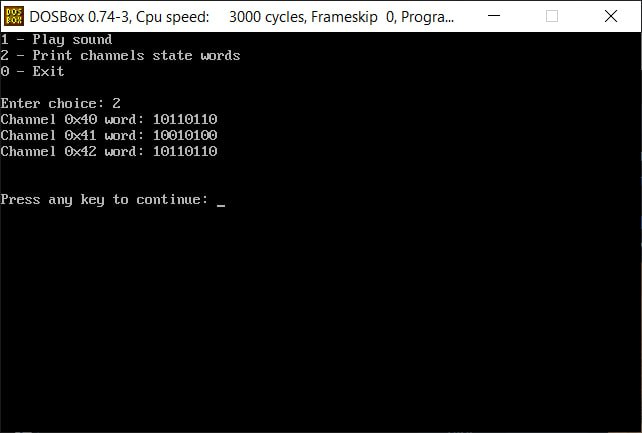 DOS
BOX
DOSBox 0.74-3, Cpu speed: 3000 cycles, Frameskip 0, Progra...
1 - Play sound
2 - Print channels state words
0 - Exit
Enter choice: 2
Channel 0x40 word: 10110110
Channel 0x41 word: 10010100
Channel 0x42 word: 10110110
Press any key to continue: _